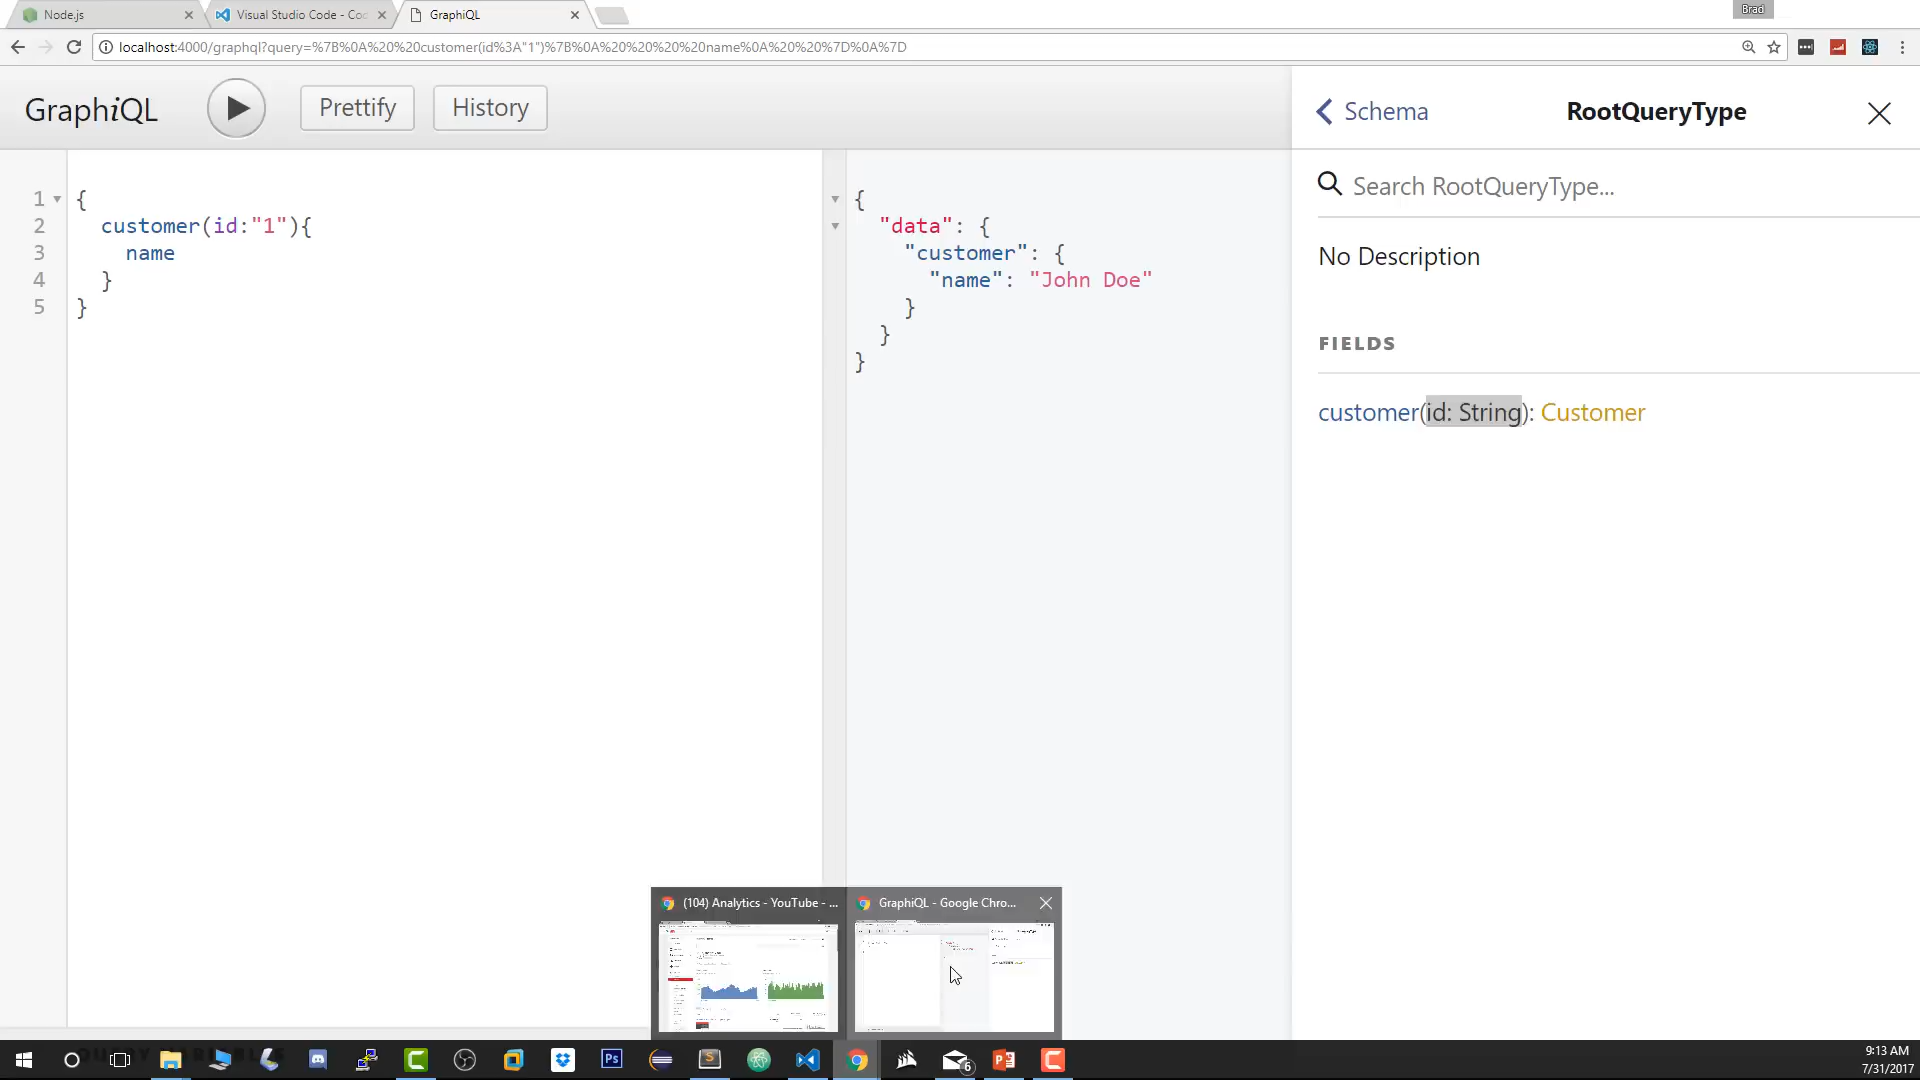 Node.js
Visual Studio Code - Co
GraphiQL
Brad
localhost:4000/graphql?query=%7B%0A%20%20customer(id%3A"1")%7B%0A%20%20%20%20name%0A%20%20%7D%0A%7D
GraphiQL
Prettify
History
Schema
RootQueryType
1
{
2
customer(id:"1"){
3
name
4
}
5
}
{
"data": {
"customer": {
"name": "John Doe"
}
}
}
Search RootQueryType...
No Description
FIELDS
customer(id: String): Customer
(104) Analytics - YouTube - ...
GraphiQL - Google Chro...
Ps
S
6
9:13 AM
7/31/2017